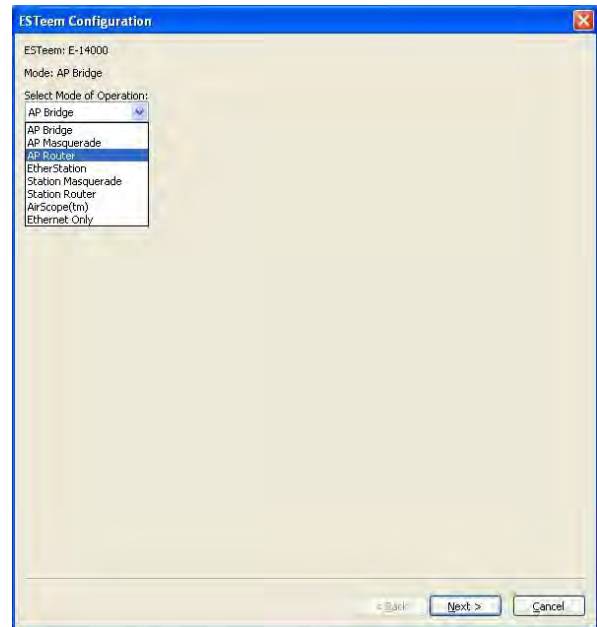 ESTeem Configuration
ESTeem: E-14000
Mode: AP Bridge
Select Mode of Operation:
AP Bridge
AP Bridge
AP Masquerade
AP Router
EtherStation
Station Masquerade
Station Router
AirScope(tm)
Ethernet Only
< Back
Next >
Cancel